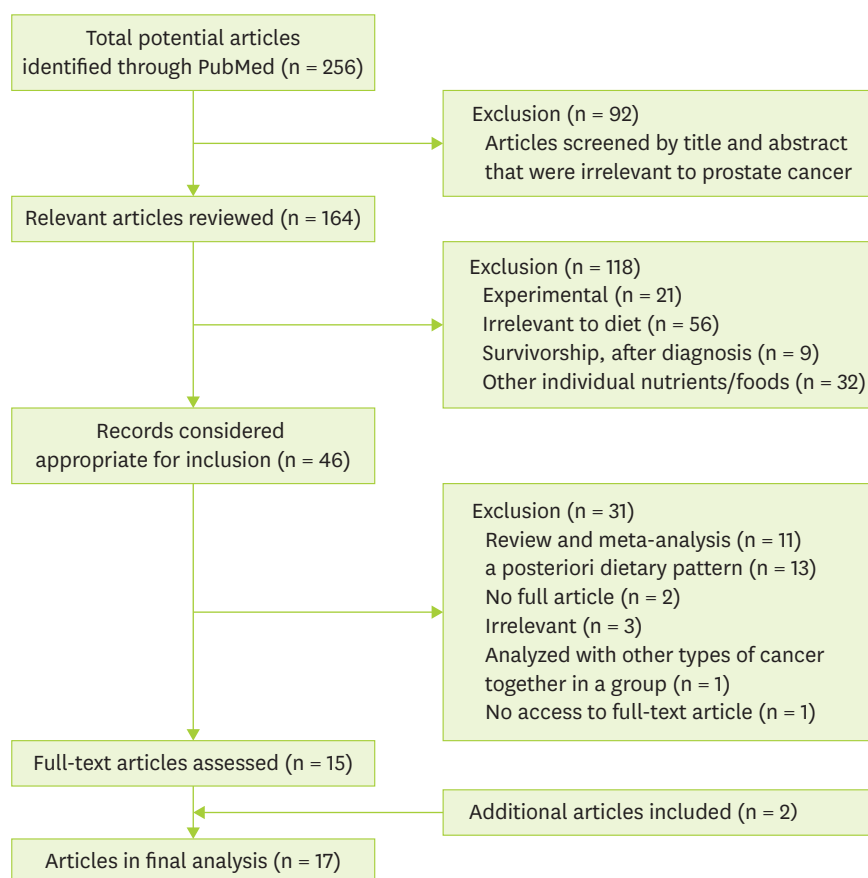 Total potential articles
identified through PubMed (n = 256)
Exclusion (n = 92)
Articles screened by title and abstract
that were irrelevant to prostate cancer
Relevant articles reviewed (n = 164)
Exclusion (n = 118)
Experimental (n = 21)
Irrelevant to diet (n = 56)
Survivorship, after diagnosis (n = 9)
Other individual nutrients/foods (n = 32)
Records considered
appropriate for inclusion (n = 46)
Exclusion (n = 31)
Review and meta-analysis (n = 11)
a posteriori dietary pattern (n = 13)
No full article (n = 2)
Irrelevant (n = 3)
Analyzed with other types of cancer
together in a group (n = 1)
No access to full-text article (n = 1)
Full-text articles assessed (n = 15)
Additional articles included (n = 2)
Articles in final analysis (n = 17)